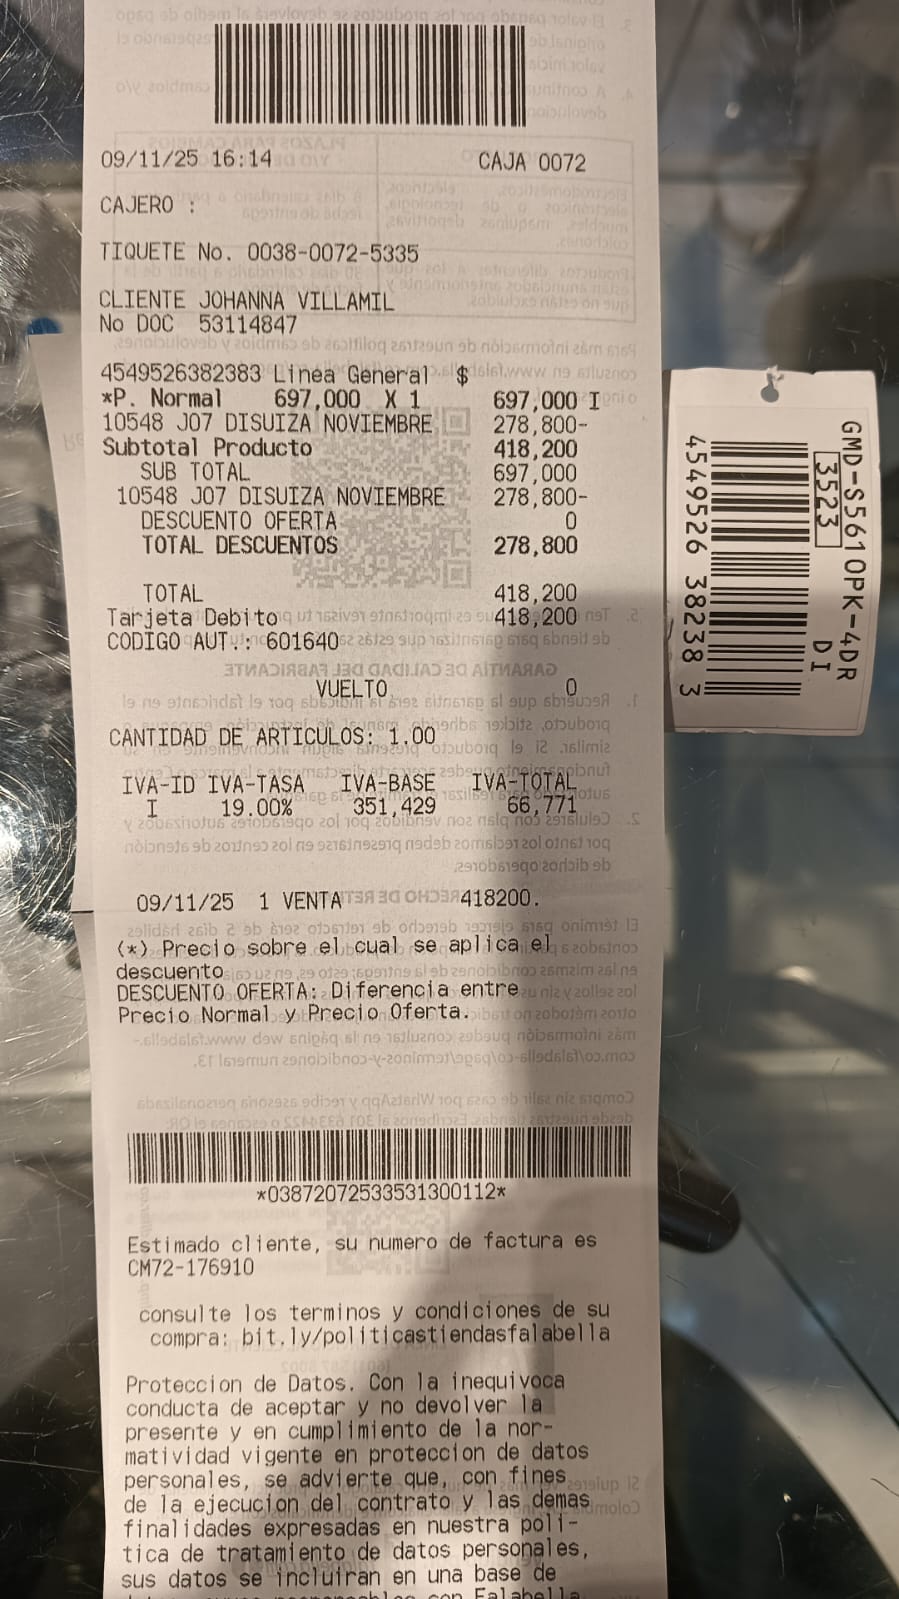 09/11/25 16:14 CAJA 0072
CAJERO :
TIQUETE No. 0038-0072-5335
CLIENTE JOHANNA VILLAMIL
No DOC 53114847
4549526382383 Linea General $
*P. Normal 697,000 X 1 697,000 I
10548 J07 DISUIZA NOVIEMBRE 278,800-
Subtotal Producto 418,200
SUB TOTAL 697,000
10548 J07 DISUIZA NOVIEMBRE 278,800-
DESCUENTO OFERTA 0
TOTAL DESCUENTOS 278,800
TOTAL 418,200
Tarjeta Debito 418,200
CODIGO AUT.: 601640
VUELTO 0
CANTIDAD DE ARTICULOS: 1.00
IVA-ID IVA-TASA IVA-BASE IVA-TOTAL
I 19.00% 351,429 66,771
09/11/25 1 VENTA 418200.
(*) Precio sobre el cual se aplica el
descuento
DESCUENTO OFERTA: Diferencia entre
Precio Normal y Precio Oferta.
*03872072533531300112*
Estimado cliente, su numero de factura es
CM72-176910
consulte los terminos y condiciones de su
compra: bit.ly/politicastiendasfalabella
Proteccion de Datos. Con la inequivoca
conducta de aceptar y no devolver la
presente y en cumplimiento de la nor-
matividad vigente en proteccion de datos
personales, se advierte que, con fines
de la ejecucion del contrato y las demas
finalidades expresadas en nuestra poli-
tica de tratamiento de datos personales,
sus datos se incluiran en una base de
GMD-S5610PK-4DR
3523 DI
4549526 38238 3